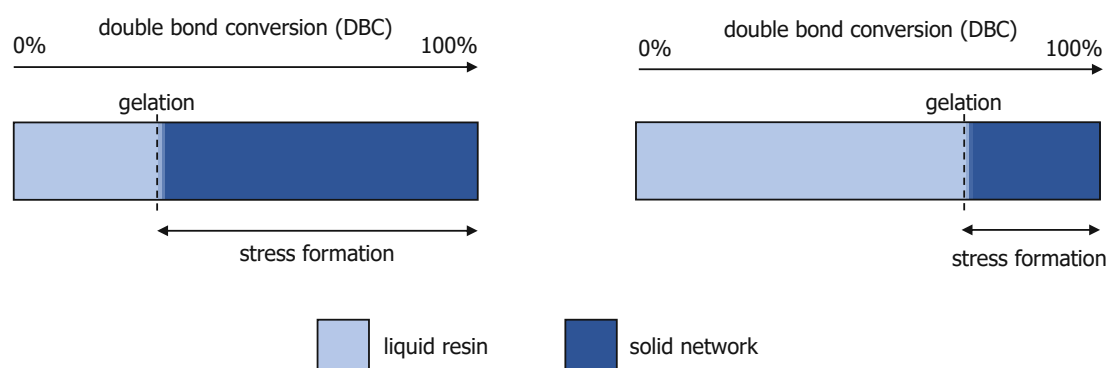 double bond conversion (DBC)
0%
100%
gelation
stress formation
double bond conversion (DBC)
0%
100%
gelation
stress formation
liquid resin
solid network